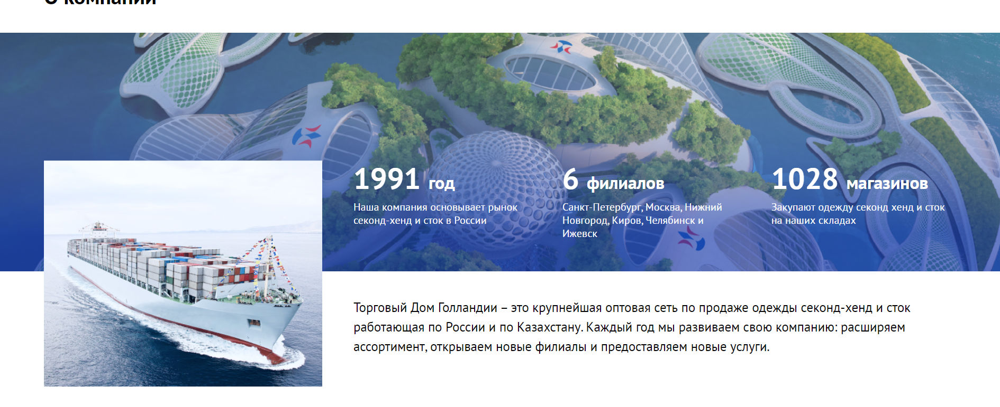 О компании
1991 год
Наша компания основывает рынок
секонд-хенд и сток в России
6 филиалов
Санкт-Петербург, Москва, Нижний
Новгород, Киров, Челябинск и
Ижевск
1028 магазинов
Закупают одежду секонд хенд и сток
на наших складах
Торговый Дом Голландии – это крупнейшая оптовая сеть по продаже одежды секонд-хенд и сток
работающая по России и по Казахстану. Каждый год мы развиваем свою компанию: расширяем
ассортимент, открываем новые филиалы и предоставляем новые услуги.